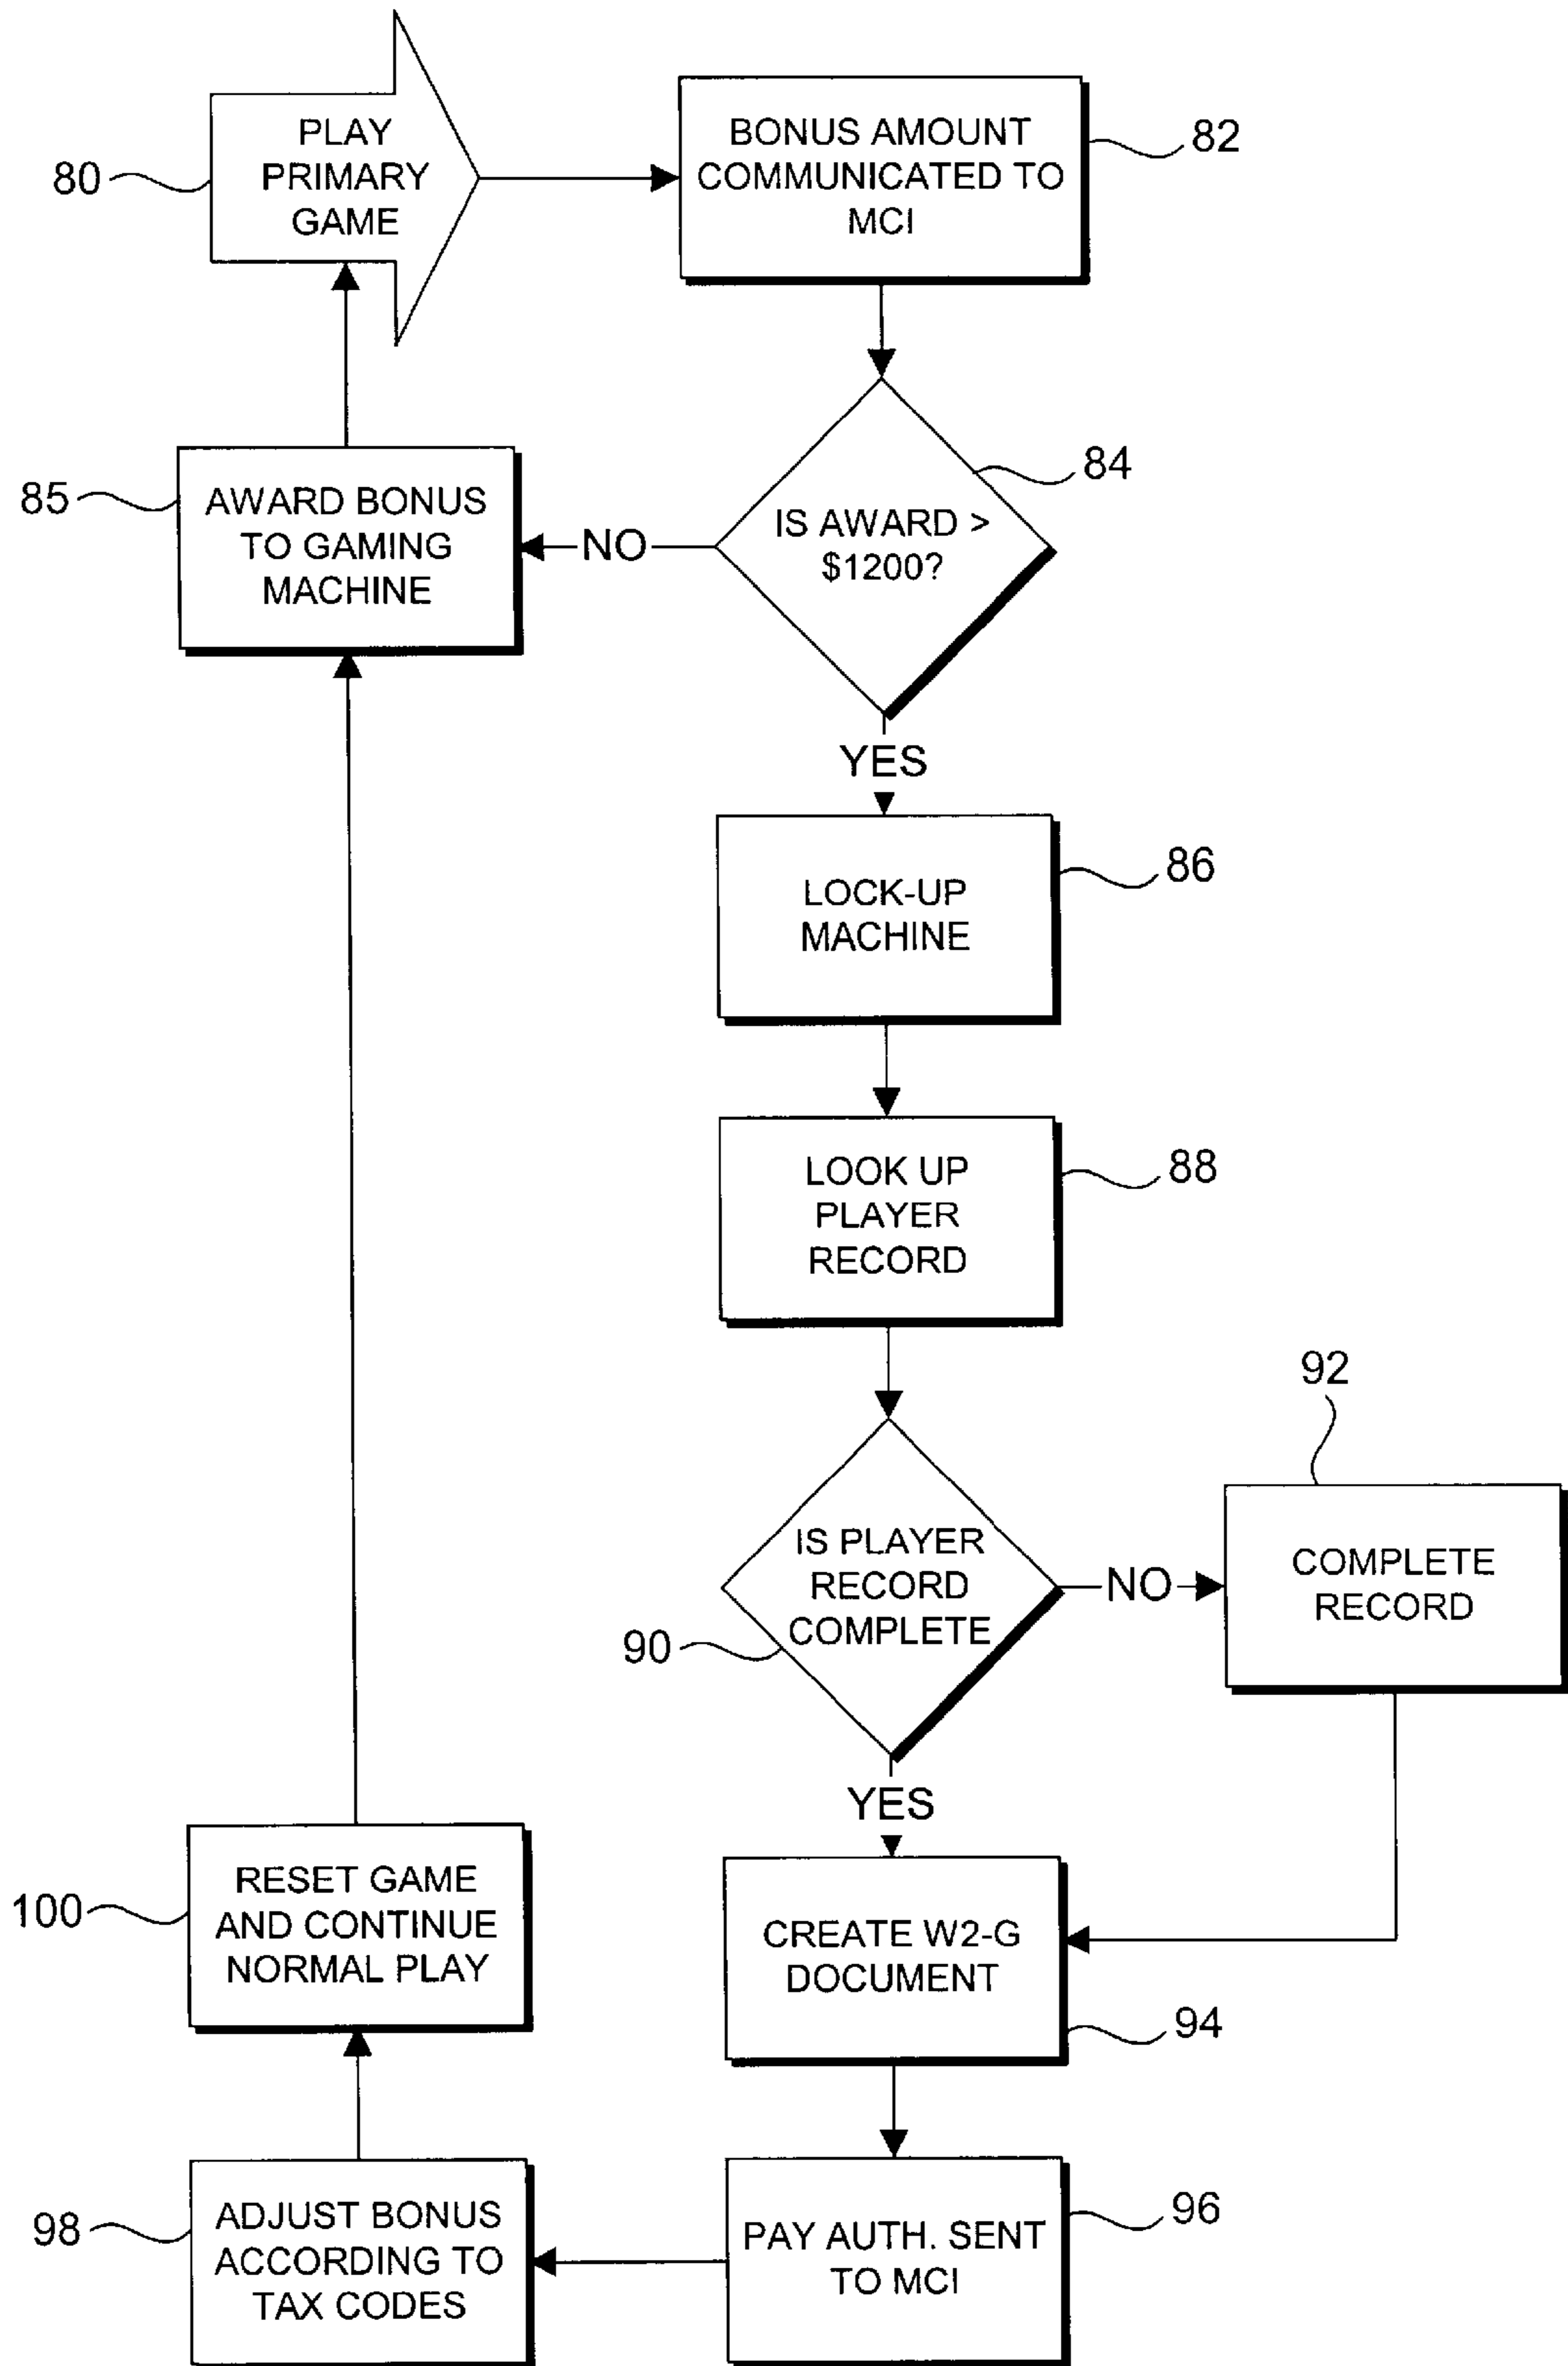 PLAY
PRIMARY
GAME
80
BONUS AMOUNT
COMMUNICATED TO
MCI
82
IS AWARD >
$1200?
84
NO
AWARD BONUS
TO GAMING
MACHINE
85
YES
LOCK-UP
MACHINE
86
LOOK UP
PLAYER
RECORD
88
IS PLAYER
RECORD
COMPLETE
90
NO
92
COMPLETE
RECORD
YES
CREATE W2-G
DOCUMENT
94
PAY AUTH. SENT
TO MCI
96
ADJUST BONUS
ACCORDING TO
TAX CODES
98
RESET GAME
AND CONTINUE
NORMAL PLAY
100